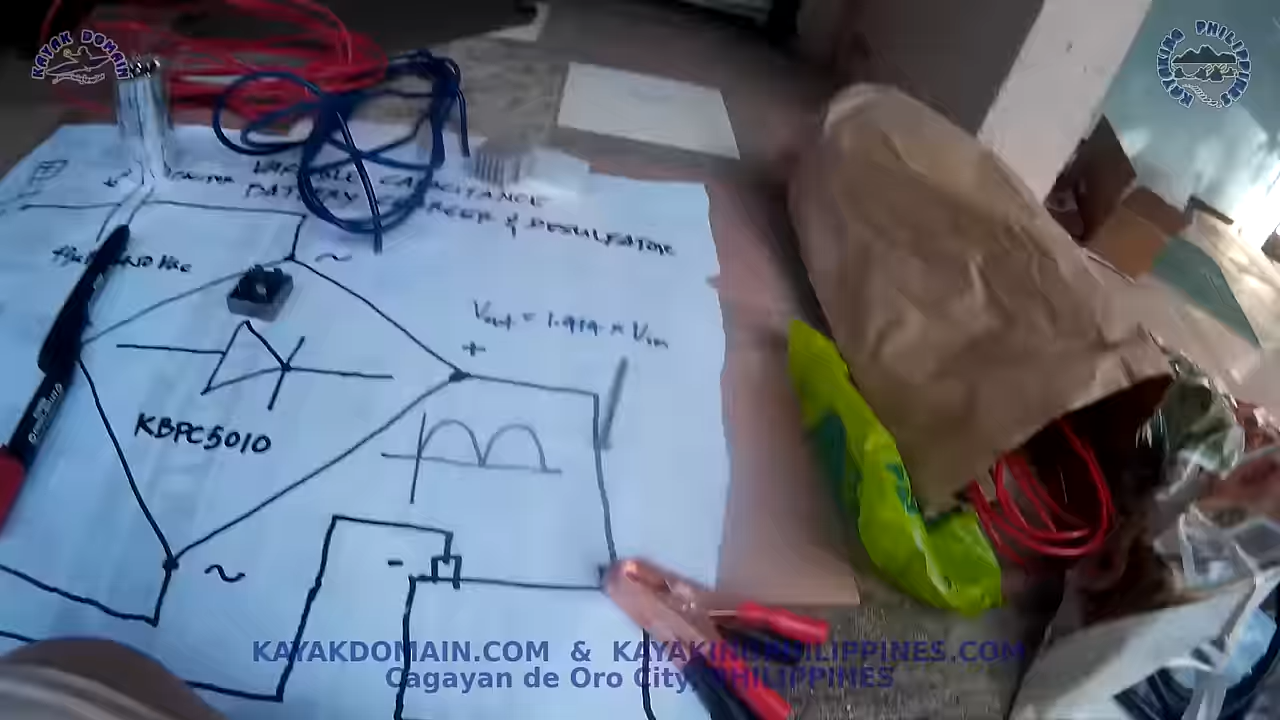 KAYAK DOMAIN
KAYAKING PHILIPPINES
VARIABLE CAPACITANCE
BATTERY CHARGER & DESULFATOR
~
Vout = 1.414 × Vin
+
KBPC5010
-
~
KAYAKDOMAIN.COM & KAYAKINGPHILIPPINES.COM
Cagayan de Oro City, PHILIPPINES